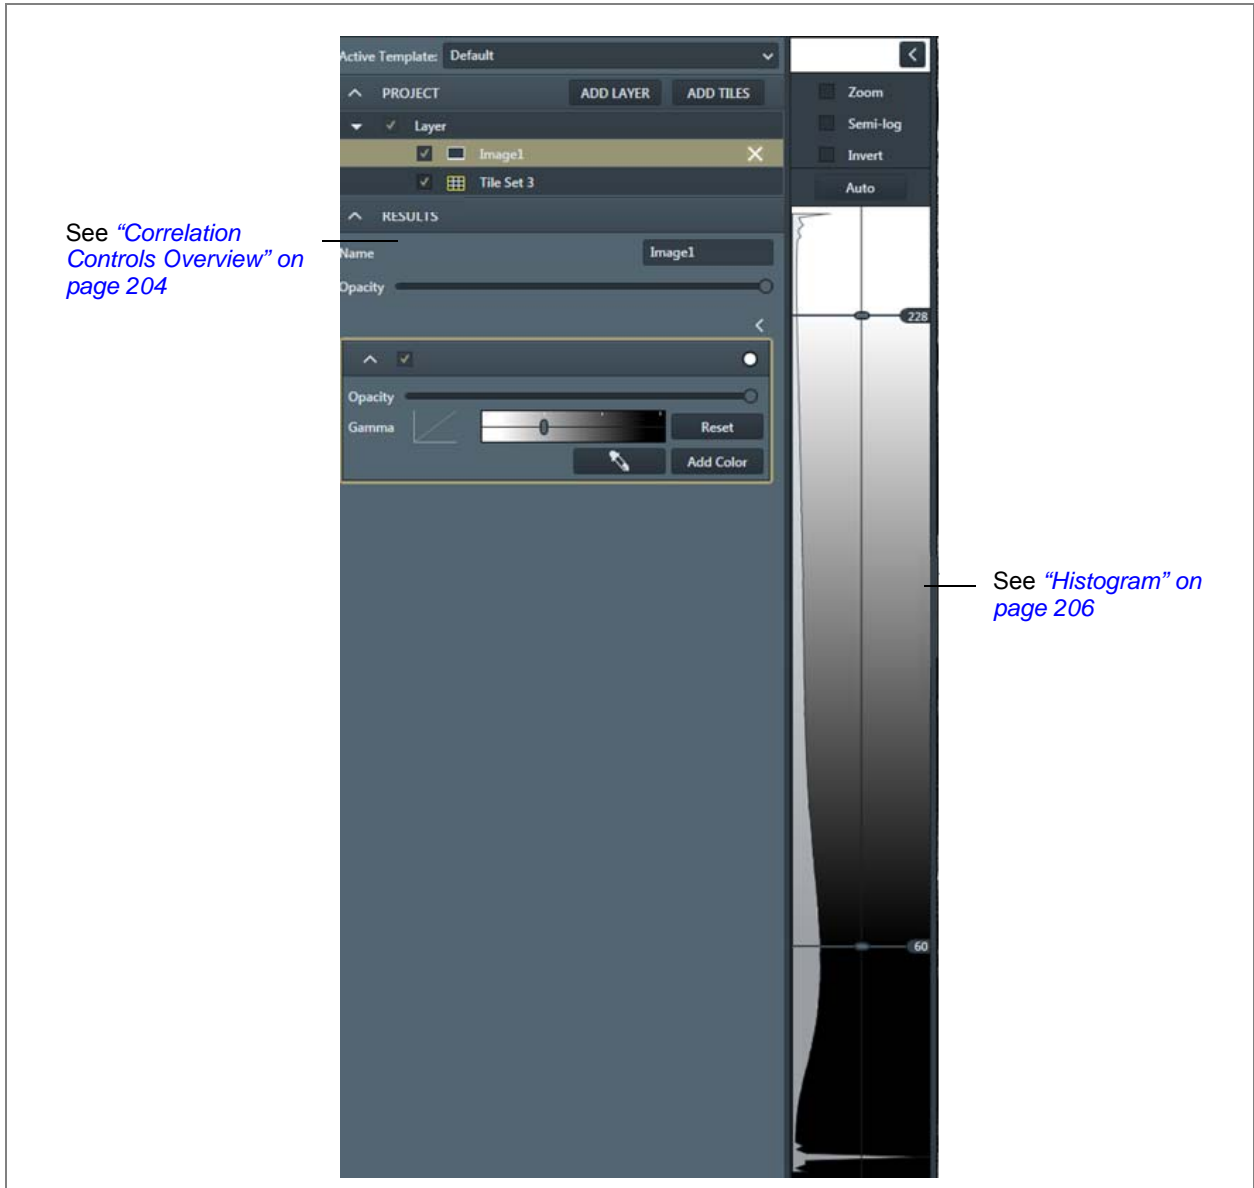 Active Template: Default
PROJECT ADD LAYER ADD TILES
Layer
Image1
Tile Set 3
RESULTS
Name Image1
Opacity
Opacity
Gamma Reset
Add Color
Zoom
Semi-log
Invert
Auto
228
60
See “Correlation
Controls Overview” on
page 204
See “Histogram” on
page 206